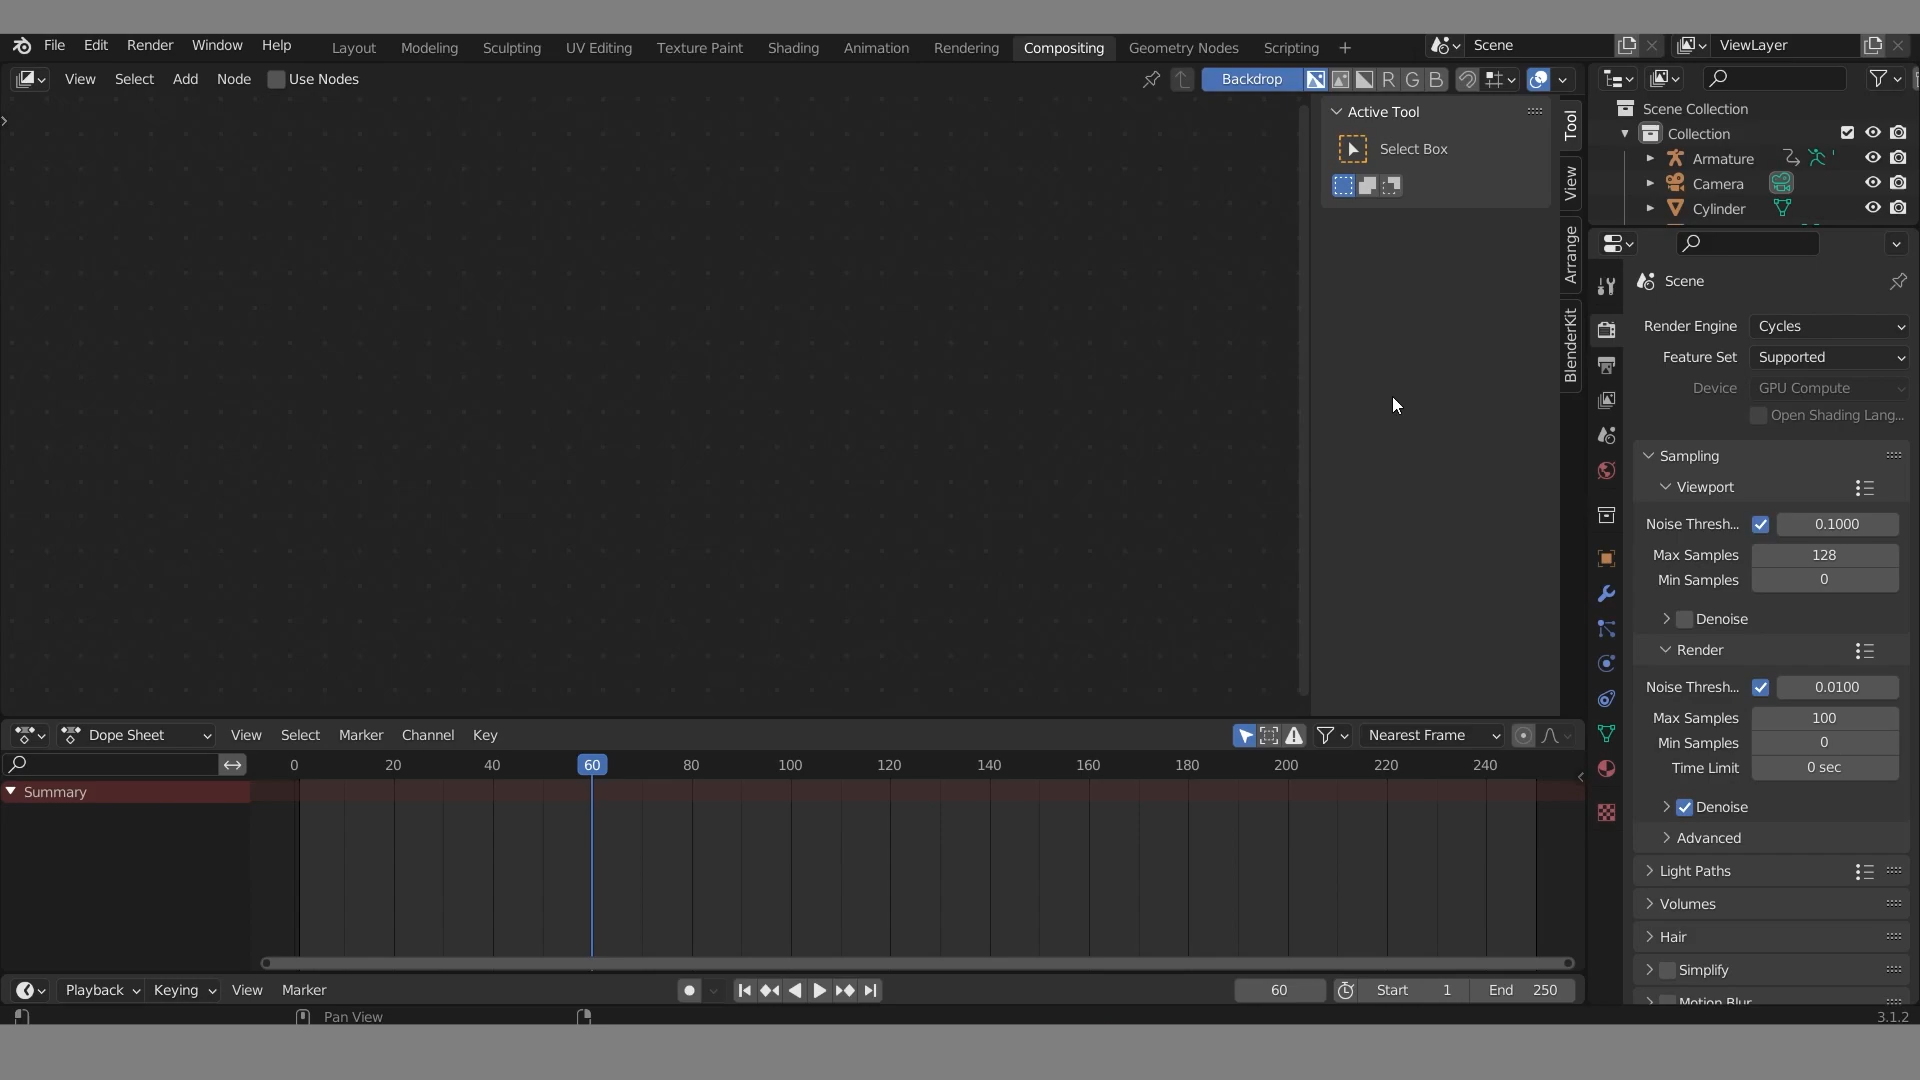 File Edit Render Window Help Layout Modeling Sculpting UV Editing Texture Paint Shading Animation Rendering Compositing Geometry Nodes Scripting + Scene ViewLayer
View Select Add Node Use Nodes Backdrop R G B
Active Tool
Select Box
Tool
View
Arrange
BlenderKit
Scene Collection
Collection
Armature
Camera
Cylinder
Scene
Render Engine Cycles
Feature Set Supported
Device GPU Compute
Open Shading Lang...
Sampling
Viewport
Noise Thresh... 0.1000
Max Samples 128
Min Samples 0
Denoise
Render
Noise Thresh... 0.0100
Max Samples 100
Min Samples 0
Time Limit 0 sec
Denoise
Advanced
Light Paths
Volumes
Hair
Simplify
Motion Blur
Dope Sheet View Select Marker Channel Key Nearest Frame
0 20 40 60 80 100 120 140 160 180 200 220 240
Summary
Playback Keying View Marker 60 Start 1 End 250
Pan View 3.1.2